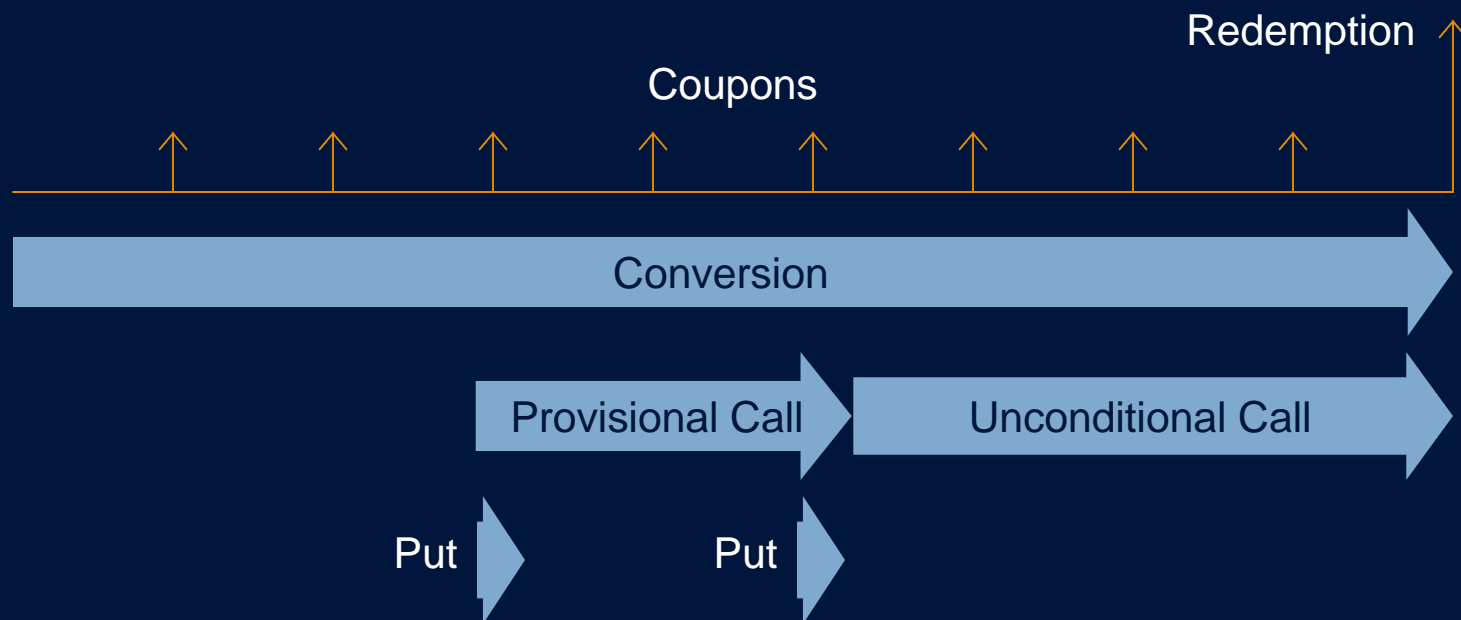 Redemption
Coupons
Conversion
Provisional Call
Unconditional Call
Put
Put